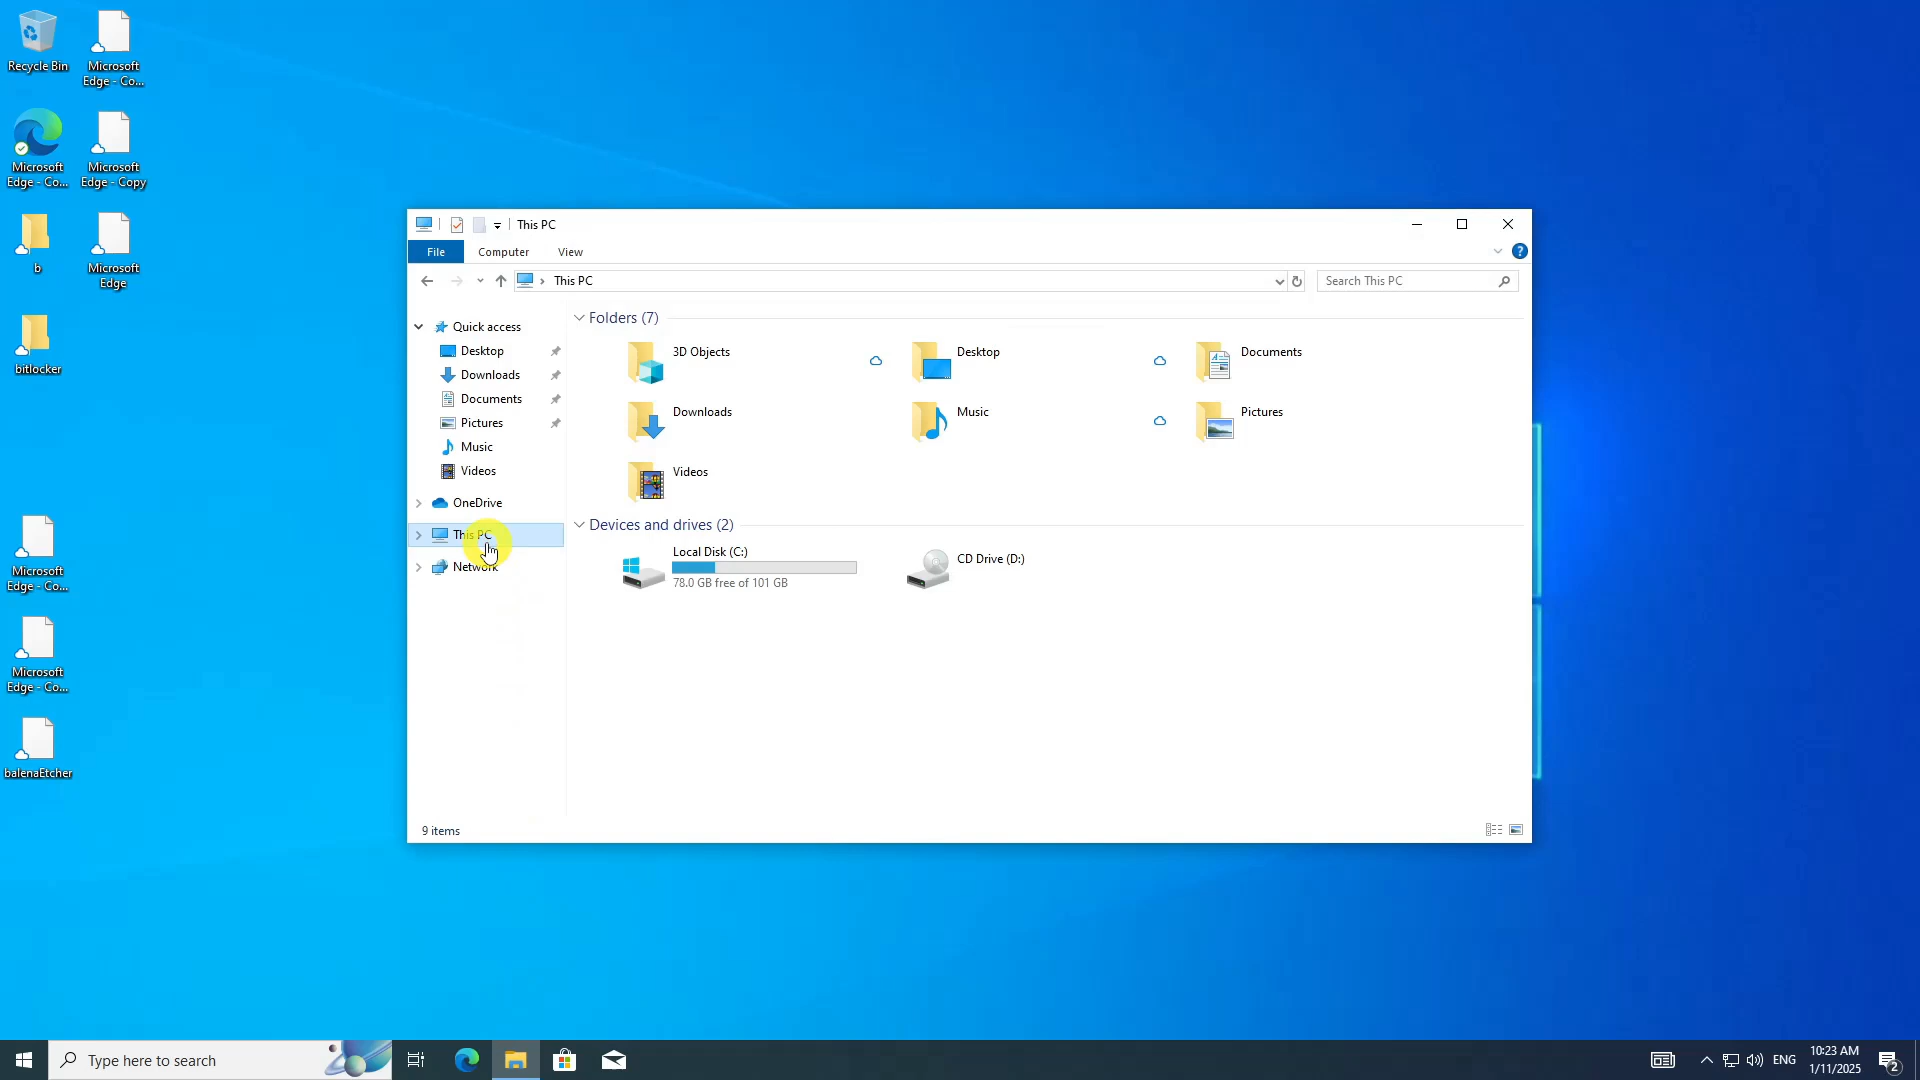 Recycle Bin
Microsoft
Edge - Co...
Microsoft
Edge - Co...
Microsoft
Edge - Copy
b
Microsoft
Edge
bitlocker
Microsoft
Edge - Co...
Microsoft
Edge - Co...
balenaEtcher
This PC
File
Computer
View
This PC
Search This PC
Quick access
Desktop
Downloads
Documents
Pictures
Music
Videos
OneDrive
This PC
Network
Folders (7)
3D Objects
Desktop
Documents
Downloads
Music
Pictures
Videos
Devices and drives (2)
Local Disk (C:)
78.0 GB free of 101 GB
CD Drive (D:)
9 items
Type here to search
ENG
10:23 AM
1/11/2025
2